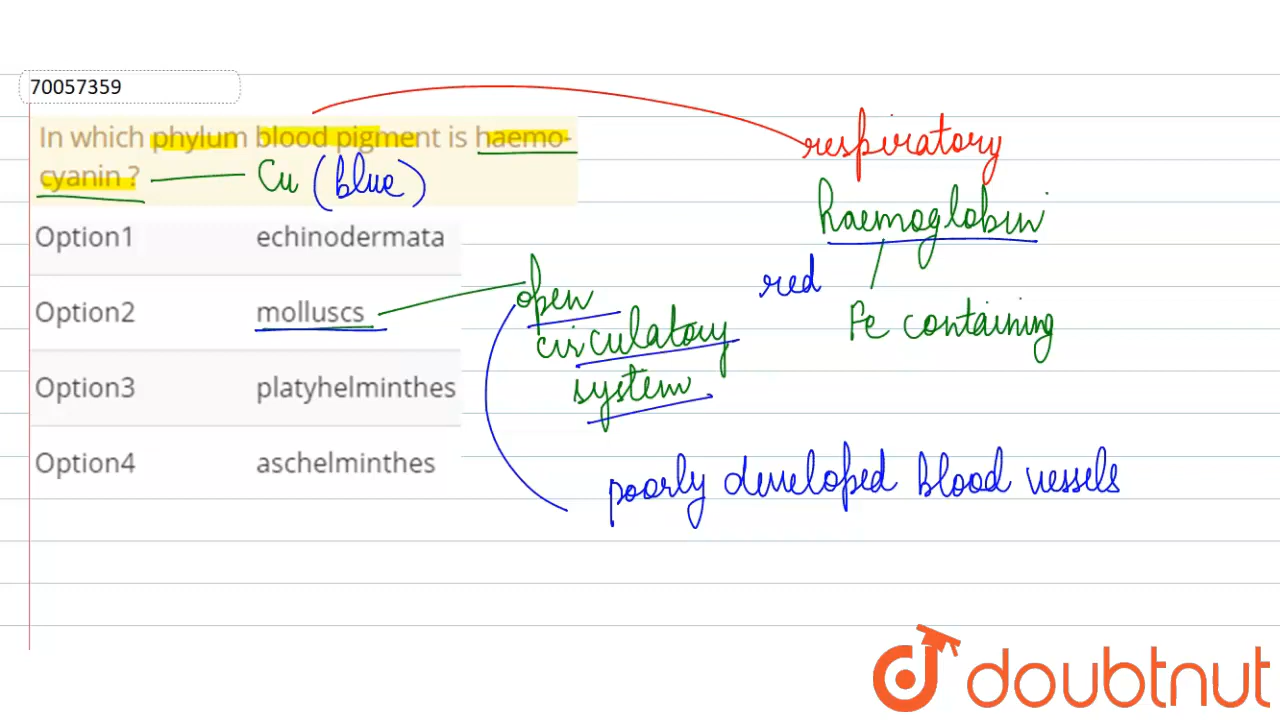 70057359
In which phylum blood pigment is haemo-
cyanin ?
Cu (blue)
Option1 echinodermata
Option2 molluscs
Option3 platyhelminthes
Option4 aschelminthes
respiratory
haemoglobin
red
Fe containing
open
circulatory
system
poorly developed blood vessels
doubtnut